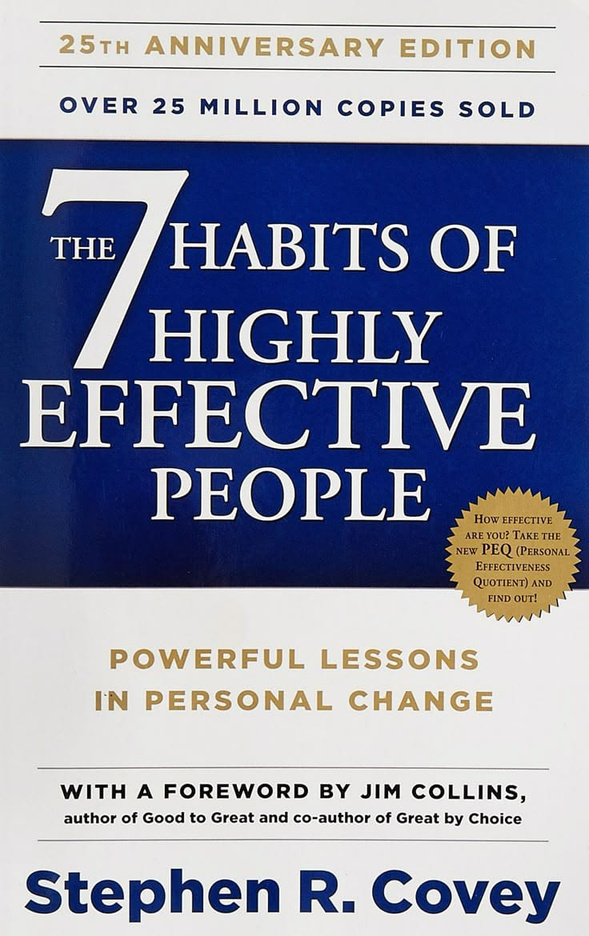 25TH ANNIVERSARY EDITION
OVER 25 MILLION COPIES SOLD
THE 7 HABITS OF
HIGHLY
EFFECTIVE
PEOPLE
HOW EFFECTIVE
ARE YOU? TAKE THE
NEW PEQ (PERSONAL
EFFECTIVENESS
QUOTIENT) AND
FIND OUT!
POWERFUL LESSONS
IN PERSONAL CHANGE
WITH A FOREWORD BY JIM COLLINS,
author of Good to Great and co-author of Great by Choice
Stephen R. Covey